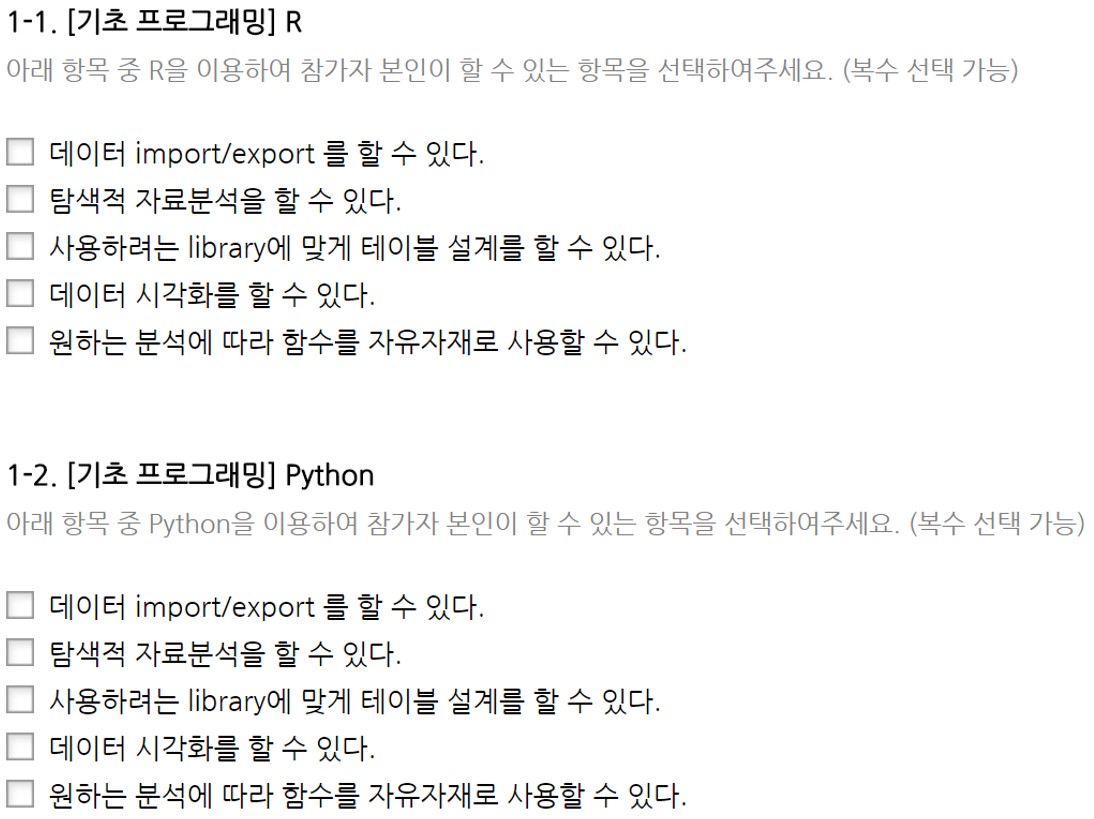 1-1. [기초 프로그래밍] R
아래 항목 중 R을 이용하여 참가자 본인이 할 수 있는 항목을 선택하여주세요. (복수 선택 가능)
데이터 import/export 를 할 수 있다.
탐색적 자료분석을 할 수 있다.
사용하려는 library에 맞게 테이블 설계를 할 수 있다.
데이터 시각화를 할 수 있다.
원하는 분석에 따라 함수를 자유자재로 사용할 수 있다.
1-2. [기초 프로그래밍] Python
아래 항목 중 Python을 이용하여 참가자 본인이 할 수 있는 항목을 선택하여주세요. (복수 선택 가능)
데이터 import/export 를 할 수 있다.
탐색적 자료분석을 할 수 있다.
사용하려는 library에 맞게 테이블 설계를 할 수 있다.
데이터 시각화를 할 수 있다.
원하는 분석에 따라 함수를 자유자재로 사용할 수 있다.